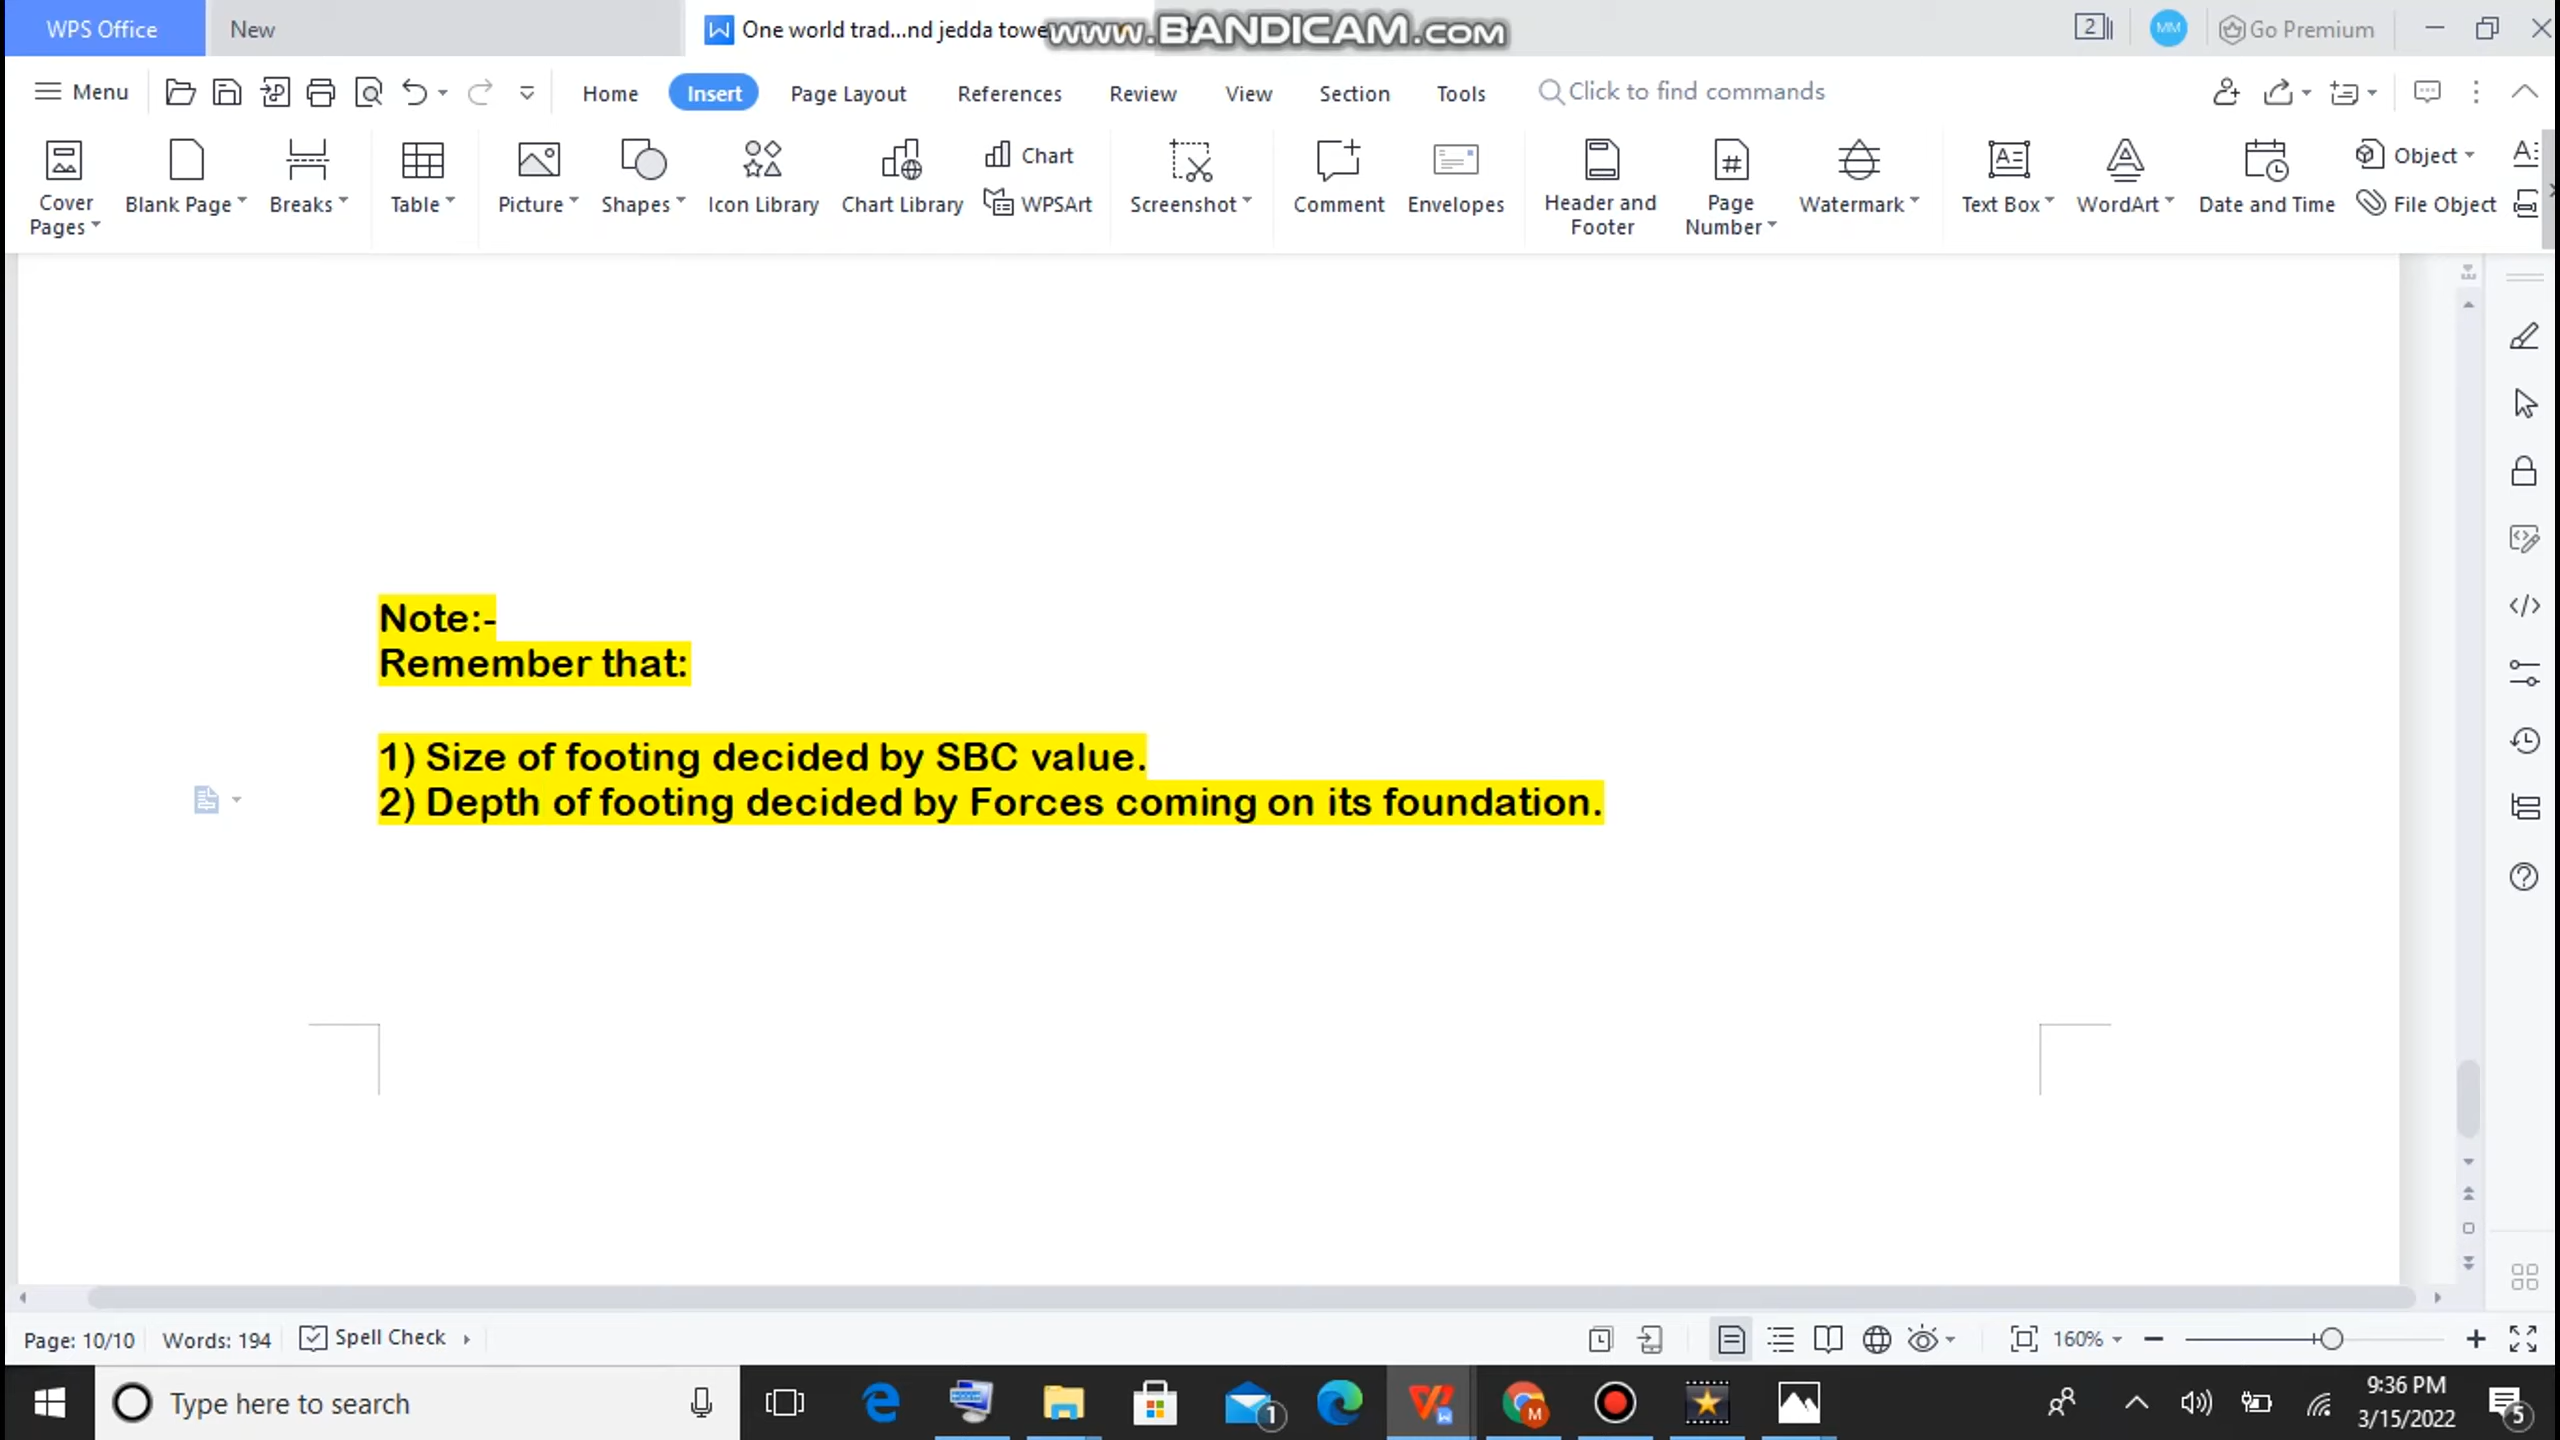 WPS Office
New
One world trad...nd jedda towe
www.BANDICAM.com
2
MM
Go Premium
Menu
Home
Insert
Page Layout
References
Review
View
Section
Tools
Click to find commands
Cover Pages
Blank Page
Breaks
Table
Picture
Shapes
Icon Library
Chart Library
Chart
WPSArt
Screenshot
Comment
Envelopes
Header and Footer
Page Number
Watermark
Text Box
WordArt
Date and Time
Object
File Object
Note:-
Remember that:
1) Size of footing decided by SBC value.
2) Depth of footing decided by Forces coming on its foundation.
Page: 10/10
Words: 194
Spell Check
160%
Type here to search
1
M
9:36 PM
3/15/2022
5